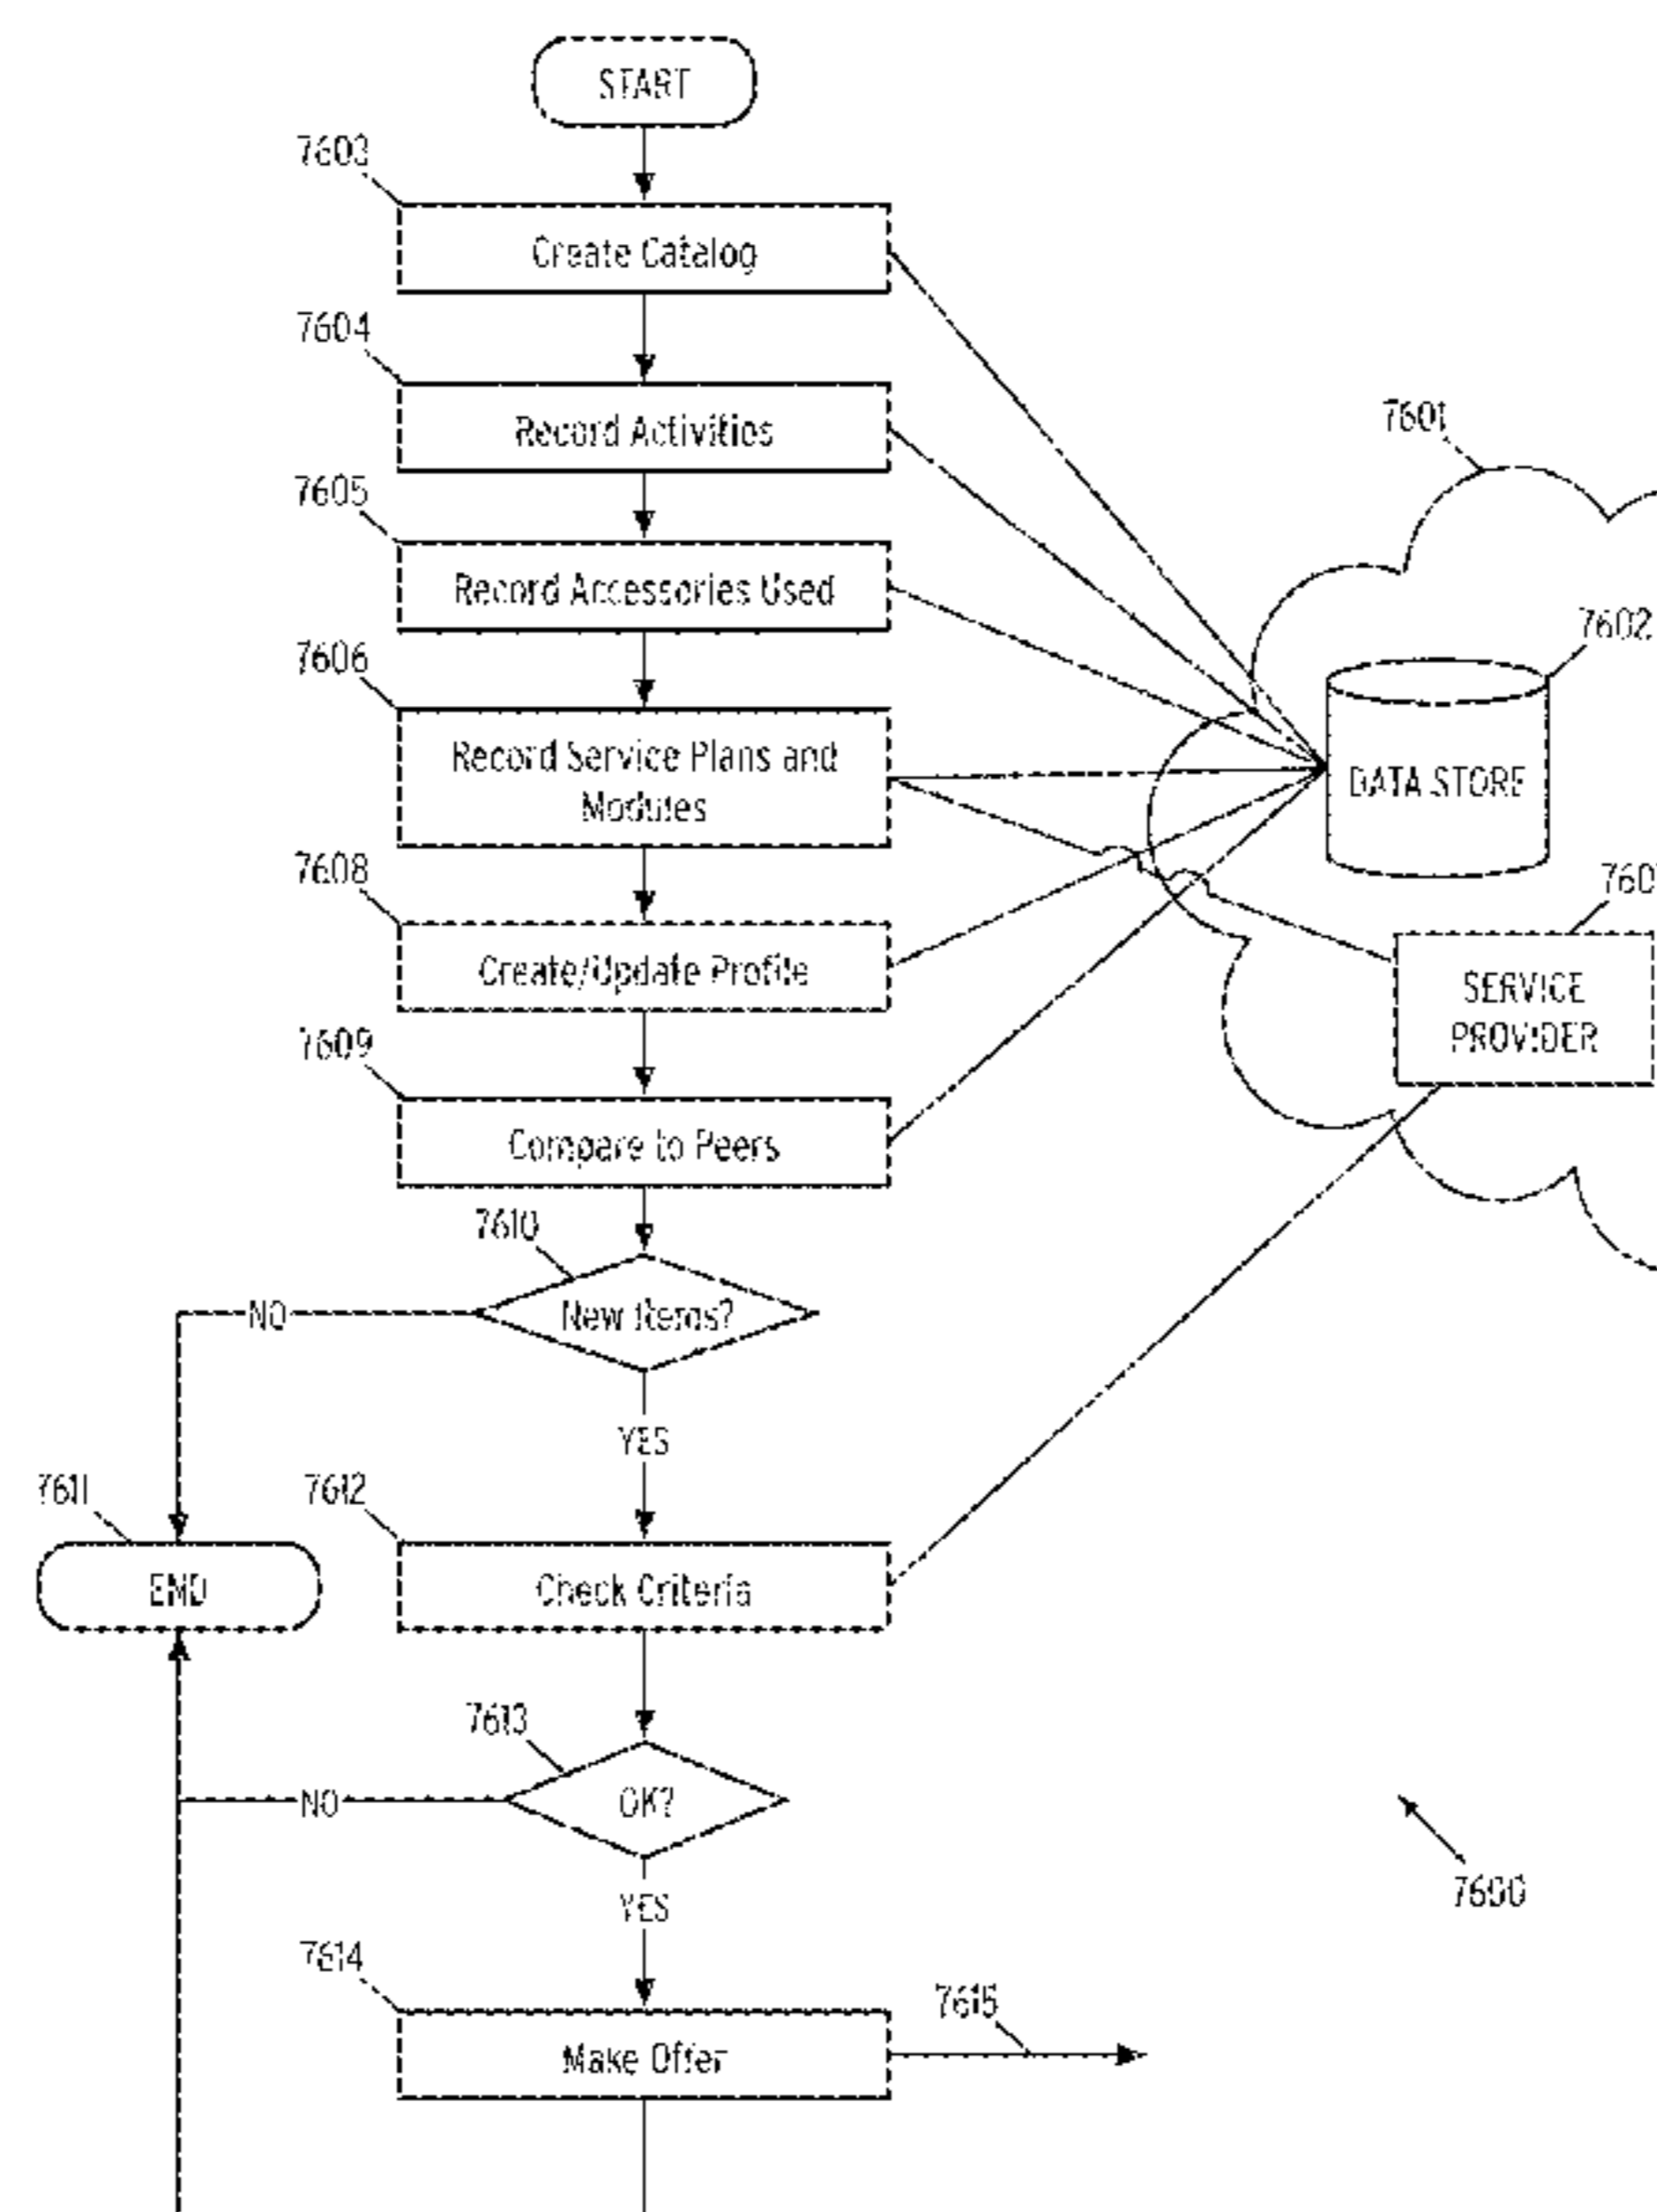 START
7603
Create Catalog
7604
Record Activities
7601
7605
Record Accessories Used
7602
7606
Record Service Plans and
Modules
DATA STORE
7608
760
Create/Update Profile
SERVICE
PROVIDER
7609
Compare to Peers
7610
New Items?
NO
YES
7611
7612
END
Check Criteria
7613
OK?
NO
YES
7600
7614
7615
Make Offer